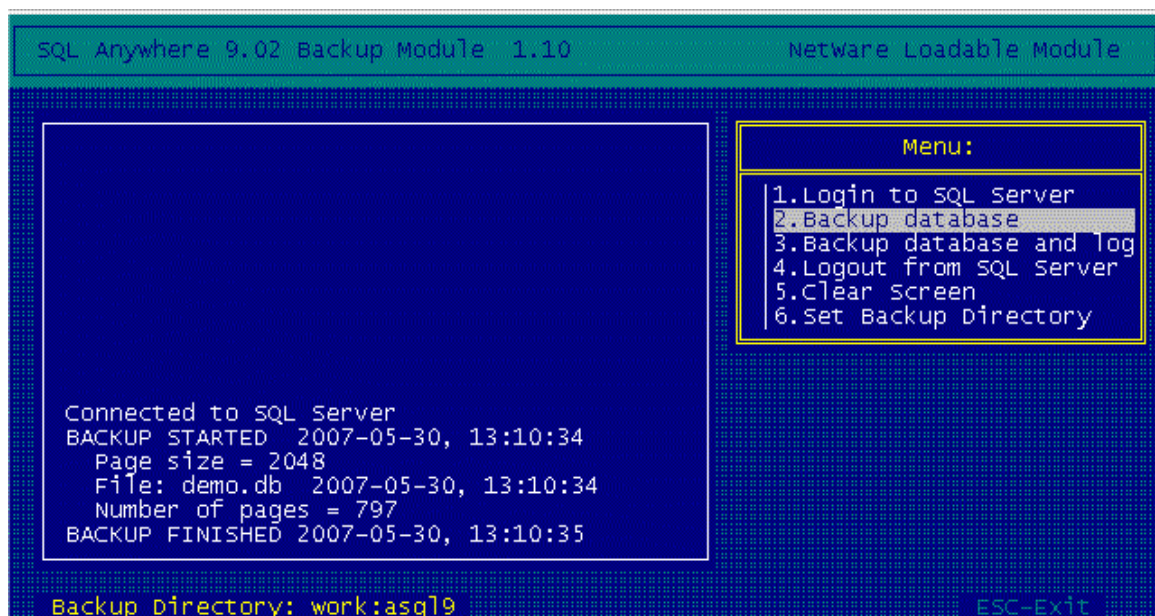 SQL Anywhere 9.02 Backup Module 1.10 NetWare Loadable Module
Menu:
1.Login to SQL Server
2.Backup database
3.Backup database and log
4.Logout from SQL Server
5.Clear Screen
6.Set Backup Directory
Connected to SQL Server
BACKUP STARTED 2007-05-30, 13:10:34
Page size = 2048
File: demo.db 2007-05-30, 13:10:34
Number of pages = 797
BACKUP FINISHED 2007-05-30, 13:10:35
Backup Directory: work:asql9 ESC-Exit